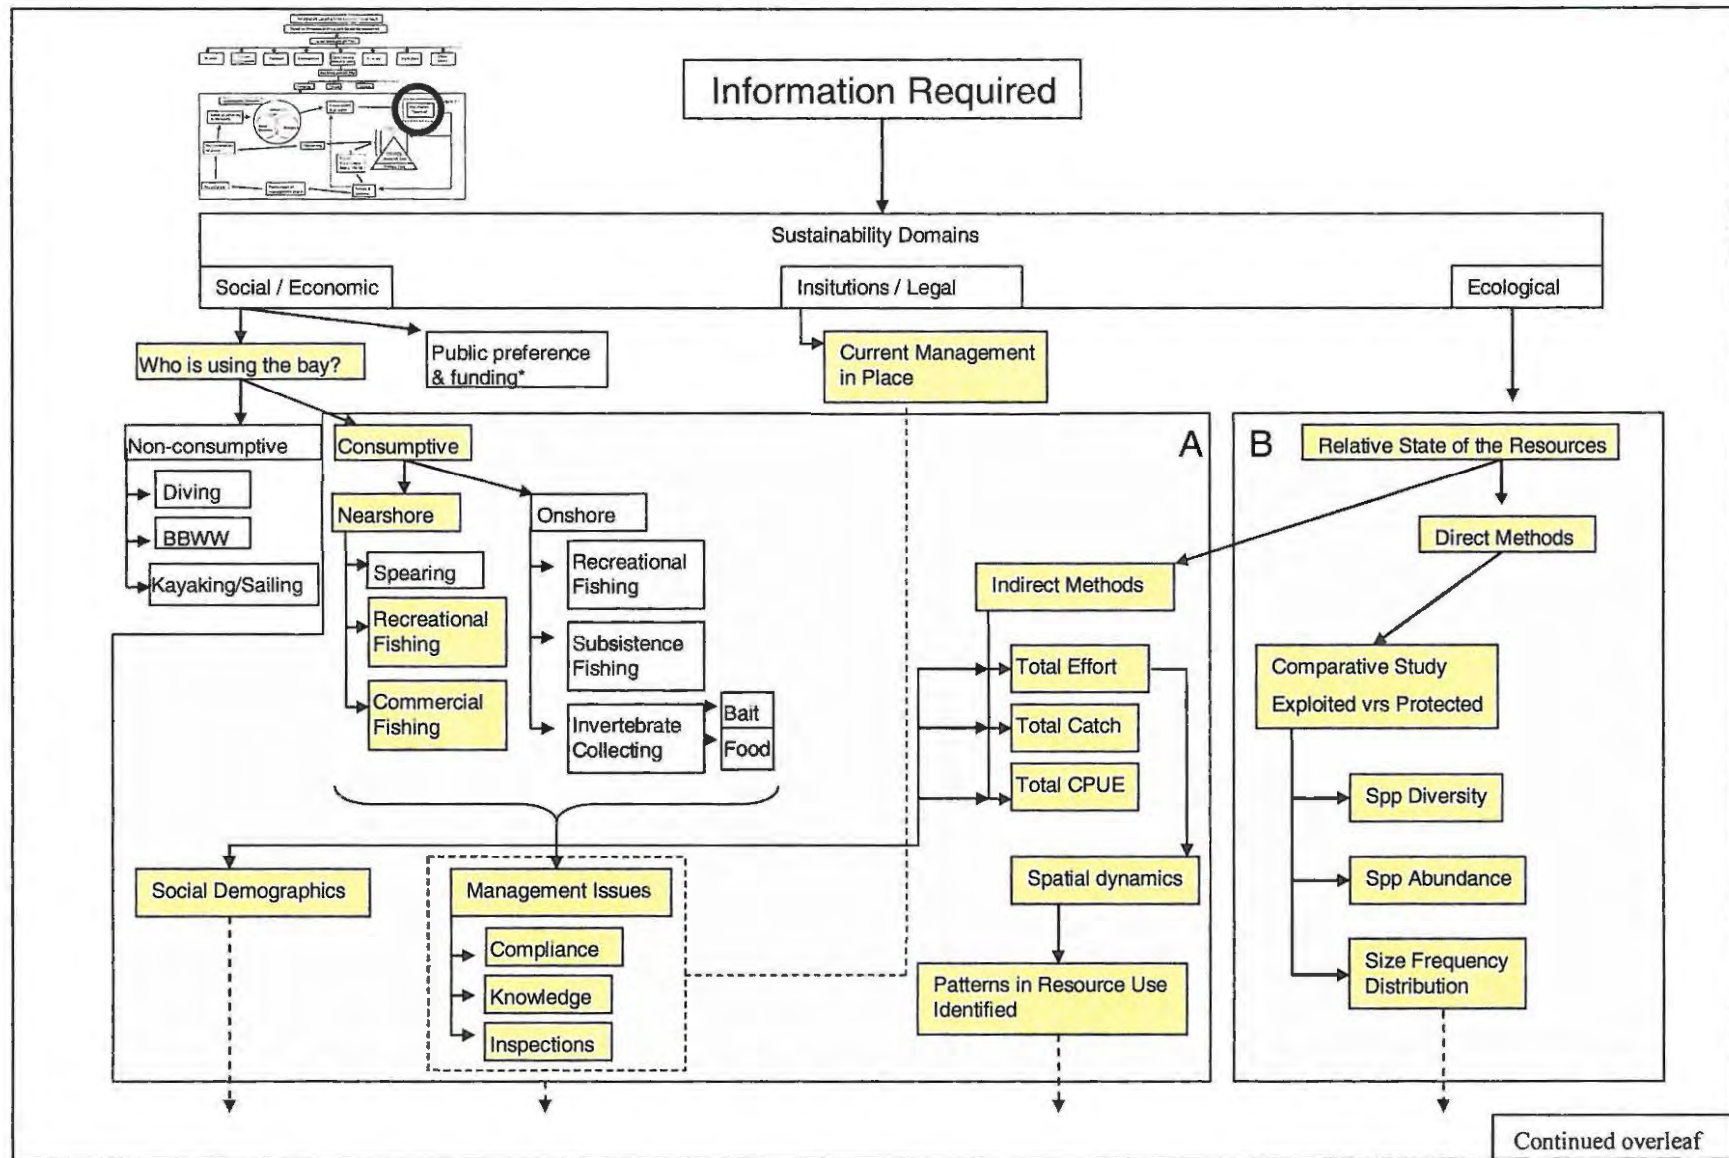 Information Required
Sustainability Domains
Social / Economic
Insitutions / Legal
Ecological
Who is using the bay?
Public preference
& funding*
Current Management
in Place
Non-consumptive
Diving
BBWW
Kayaking/Sailing
A
Consumptive
Nearshore
Spearing
Recreational
Fishing
Commercial
Fishing
Onshore
Recreational
Fishing
Subsistence
Fishing
Invertebrate
Collecting
Bait
Food
Indirect Methods
Total Effort
Total Catch
Total CPUE
Spatial dynamics
Patterns in Resource Use
Identified
Social Demographics
Management Issues
Compliance
Knowledge
Inspections
B
Relative State of the Resources
Direct Methods
Comparative Study
Exploited vrs Protected
Spp Diversity
Spp Abundance
Size Frequency
Distribution
Continued overleaf